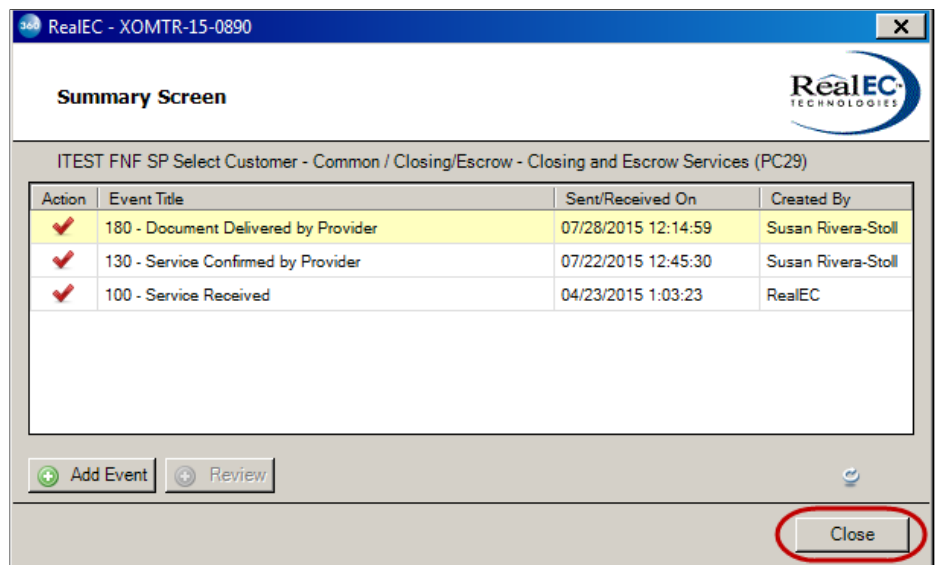 360 RealEC - XOMTR-15-0890
Summary Screen
RealEC
TECHNOLOGIES
ITEST FNF SP Select Customer - Common / Closing/Escrow - Closing and Escrow Services (PC29)
Action Event Title Sent/Received On Created By
180 - Document Delivered by Provider 07/28/2015 12:14:59 Susan Rivera-Stoll
130 - Service Confirmed by Provider 07/22/2015 12:45:30 Susan Rivera-Stoll
100 - Service Received 04/23/2015 1:03:23 RealEC
Add Event Review
Close